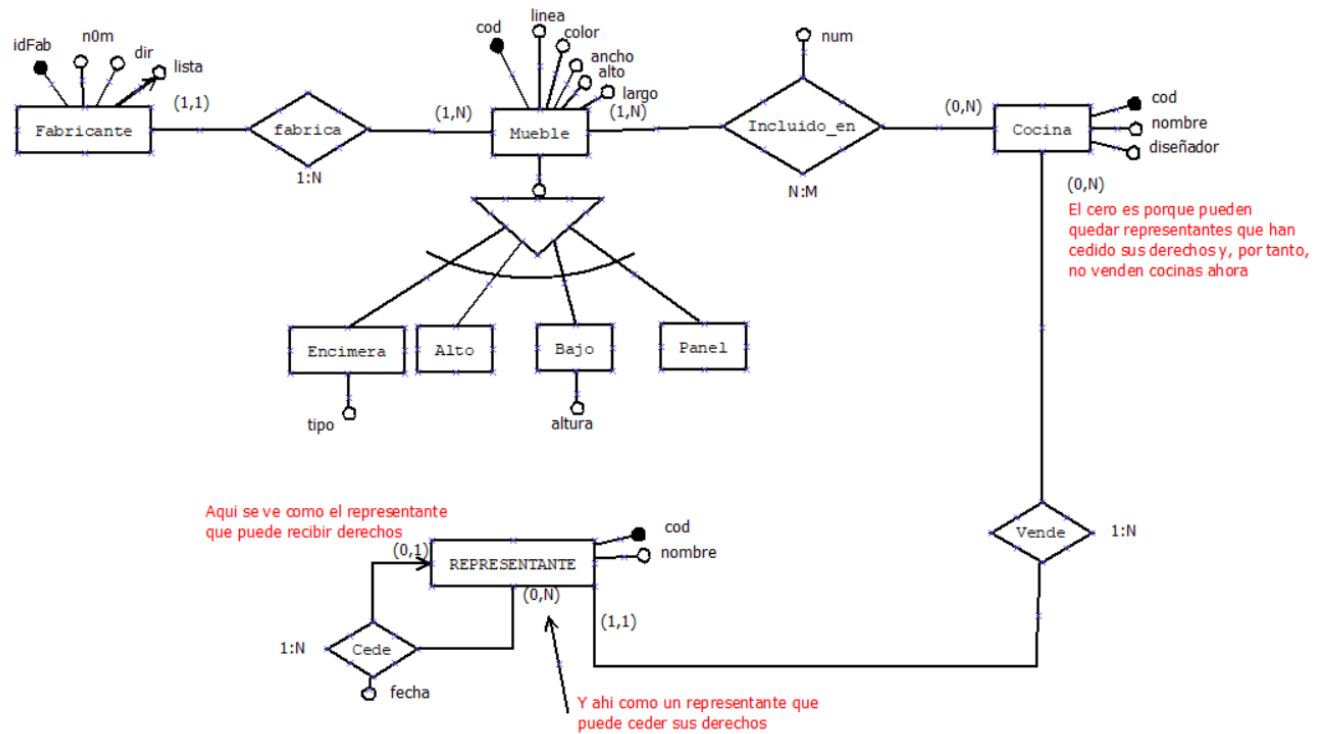 idFab
n0m
dir
lista
Fabricante
(1,1)
fabrica
1:N
(1,N)
cod
linea
color
ancho
alto
largo
Mueble
(1,N)
num
Incluido_en
N:M
(0,N)
Cocina
cod
nombre
diseñador
(0,N)
El cero es porque pueden
quedar representantes que han
cedido sus derechos y, por tanto,
no venden cocinas ahora
Encimera
Alto
Bajo
Panel
tipo
altura
Vende
1:N
Aqui se ve como el representante
que puede recibir derechos
(0,1)
REPRESENTANTE
cod
nombre
(0,N)
(1,1)
1:N
Cede
fecha
Y ahi como un representante que
puede ceder sus derechos